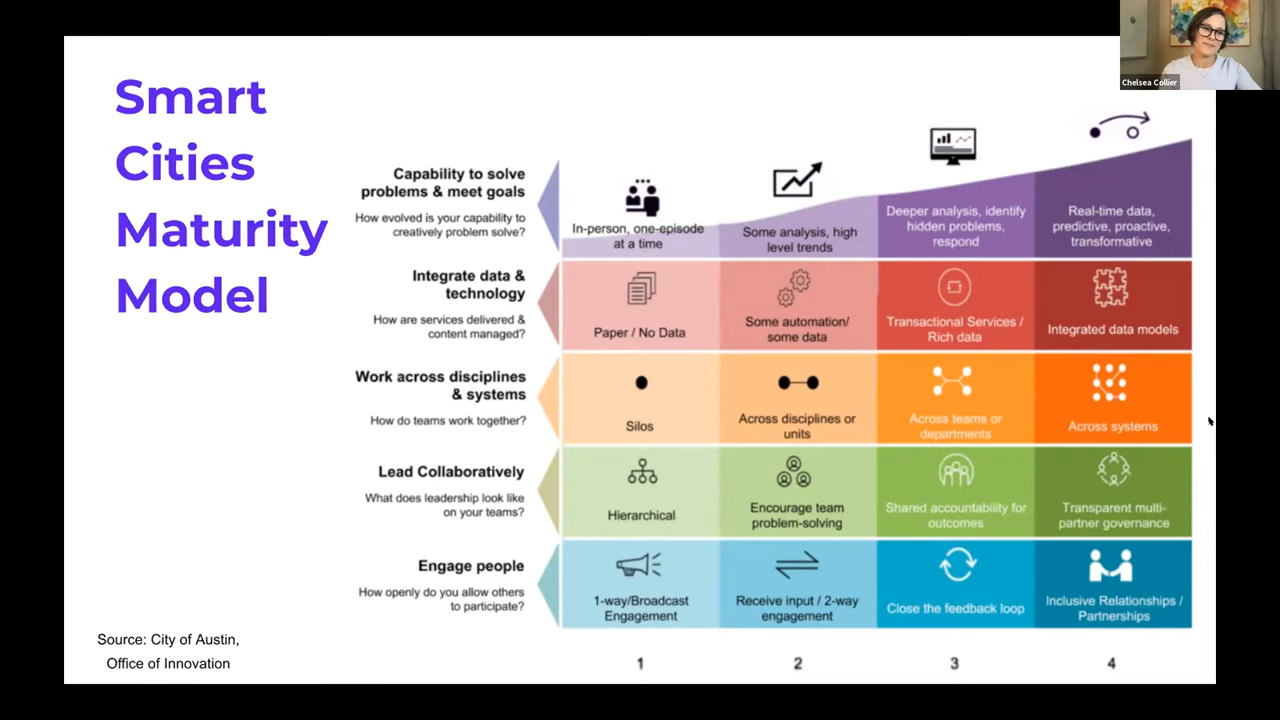 Chelsea Collier
Smart
Cities
Maturity
Model
Capability to solve
problems & meet goals
How evolved is your capability to
creatively problem solve?
In-person, one-episode
at a time
Some analysis, high
level trends
Deeper analysis, identify
hidden problems,
respond
Real-time data,
predictive, proactive,
transformative
Integrate data &
technology
How are services delivered &
content managed?
Paper / No Data
Some automation/
some data
Transactional Services /
Rich data
Integrated data models
Work across disciplines
& systems
How do teams work together?
Silos
Across disciplines or
units
Across teams or
departments
Across systems
Lead Collaboratively
What does leadership look like
on your teams?
Hierarchical
Encourage team
problem-solving
Shared accountability for
outcomes
Transparent multi-
partner governance
Engage people
How openly do you allow others
to participate?
1-way/Broadcast
Engagement
Receive input / 2-way
engagement
Close the feedback loop
Inclusive Relationships /
Partnerships
Source: City of Austin,
Office of Innovation
1
2
3
4